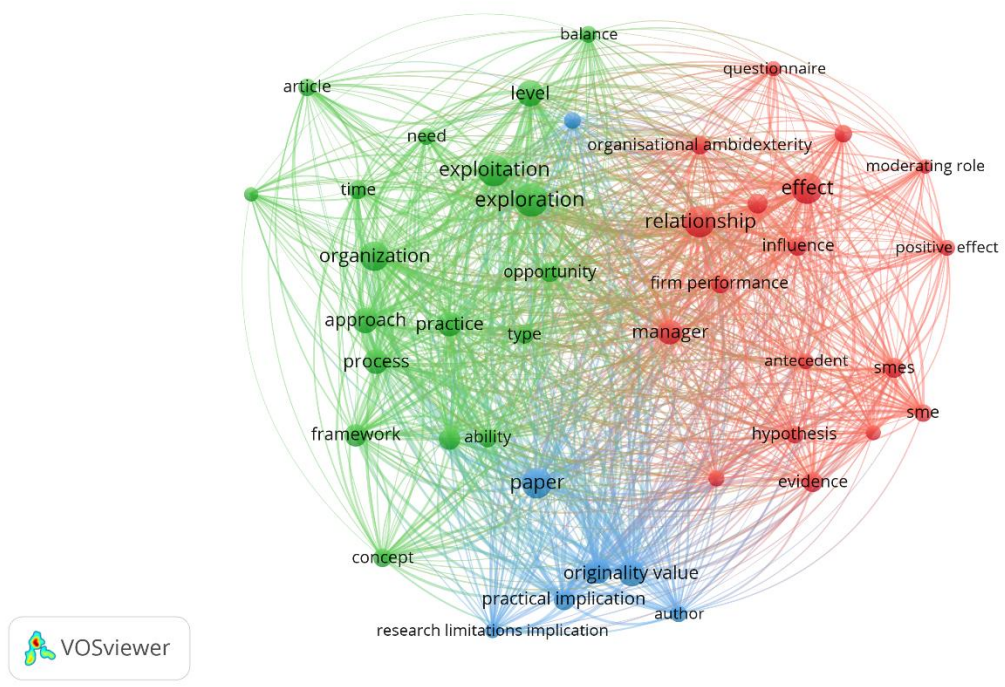 balance
questionnaire
article
level
need
organisational ambidexterity
moderating role
exploitation
time
effect
exploration
relationship
influence
positive effect
organization
opportunity
firm performance
approach
practice
type
manager
process
antecedent
smes
sme
framework
ability
hypothesis
paper
evidence
concept
originality value
practical implication
author
research limitations implication
VOSviewer